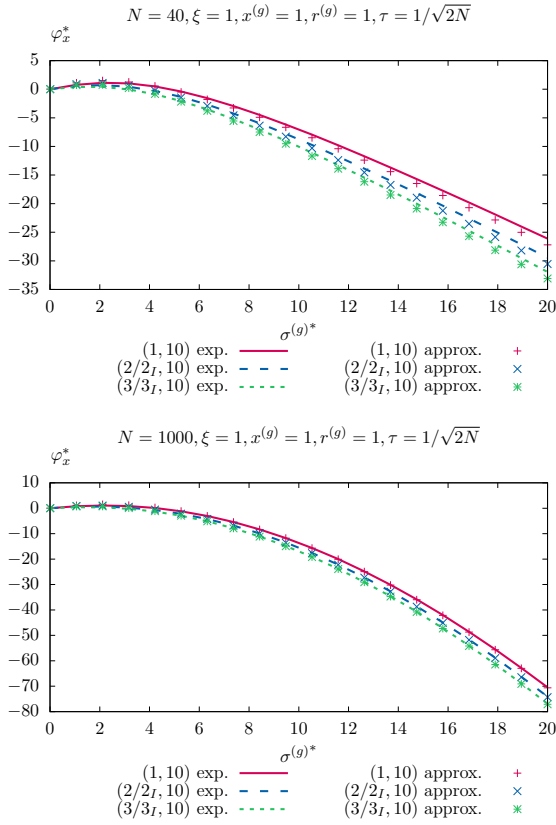 N = 40, ξ = 1, x^(g) = 1, r^(g) = 1, τ = 1/√2N
φ*_x
5
0
−5
−10
−15
−20
−25
−30
−35
0 2 4 6 8 10 12 14 16 18 20
σ^(g)*
(1, 10) exp. (1, 10) approx.
(2/2_I, 10) exp. (2/2_I, 10) approx.
(3/3_I, 10) exp. (3/3_I, 10) approx.
N = 1000, ξ = 1, x^(g) = 1, r^(g) = 1, τ = 1/√2N
φ*_x
10
0
−10
−20
−30
−40
−50
−60
−70
−80
0 2 4 6 8 10 12 14 16 18 20
σ^(g)*
(1, 10) exp. (1, 10) approx.
(2/2_I, 10) exp. (2/2_I, 10) approx.
(3/3_I, 10) exp. (3/3_I, 10) approx.